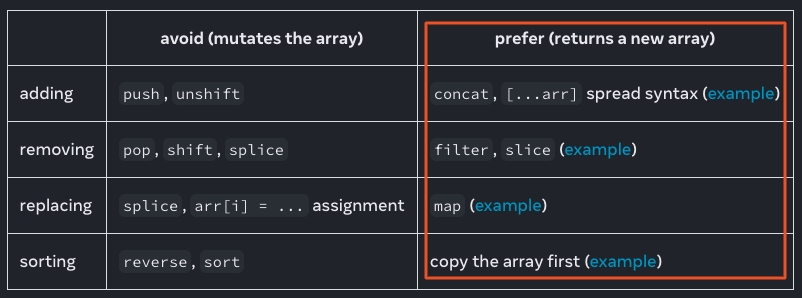 avoid (mutates the array) prefer (returns a new array)
adding push, unshift concat, [...arr] spread syntax (example)
removing pop, shift, splice filter, slice (example)
replacing splice, arr[i] = ... assignment map (example)
sorting reverse, sort copy the array first (example)